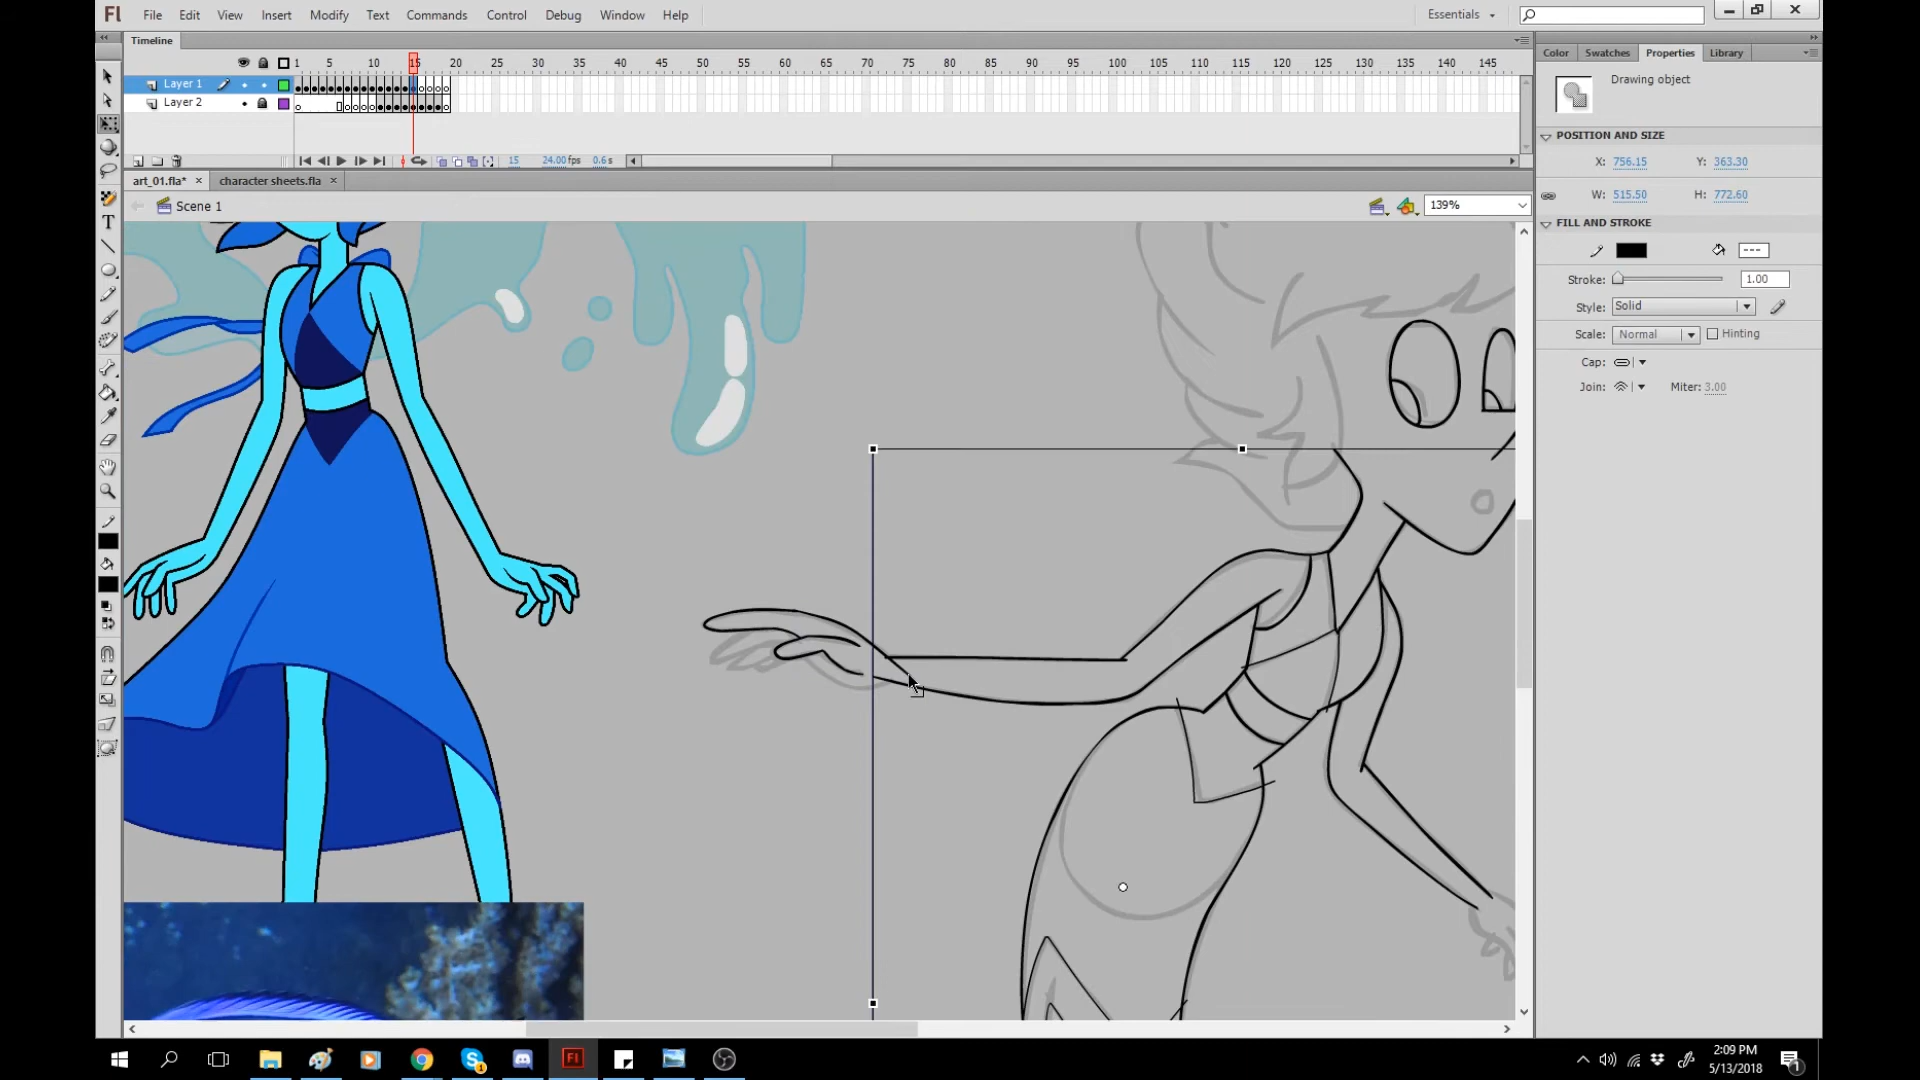 Fl File Edit View Insert Modify Text Commands Control Debug Window Help Essentials
Timeline
1 5 10 15 20 25 30 35 40 45 50 55 60 65 70 75 80 85 90 95 100 105 110 115 120 125 130 135 140 145
Layer 1
Layer 2
15 24.00 fps 0.6 s
art_01.fla* × character sheets.fla ×
Scene 1 139%
T
Color Swatches Properties Library
Drawing object
POSITION AND SIZE
X: 756.15 Y: 363.30
W: 515.50 H: 772.60
FILL AND STROKE
Stroke: 1.00
Style: Solid
Scale: Normal Hinting
Cap:
Join: Miter: 3.00
Fl
2:09 PM
5/13/2018
1